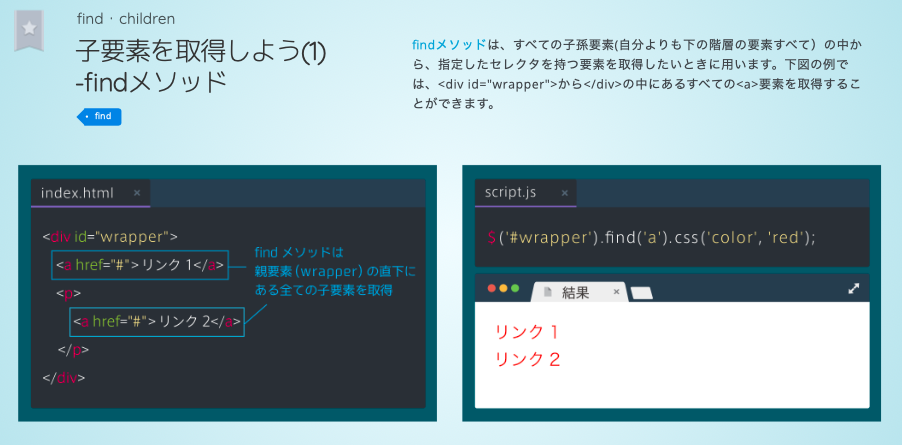 find · children
子要素を取得しよう(1)
-findメソッド
find
findメソッドは、すべての子孫要素(自分よりも下の階層の要素すべて）の中か
ら、指定したセレクタを持つ要素を取得したいときに用います。下図の例で
は、<div id="wrapper">から</div>の中にあるすべての<a>要素を取得するこ
とができます。
index.html ×
<div id="wrapper">
<a href="#">リンク 1</a>
<p>
<a href="#">リンク 2</a>
</p>
</div>
find メソッドは
親要素 (wrapper) の直下に
ある全ての子要素を取得
script.js ×
$('#wrapper').find('a').css('color', 'red');
結果 ×
リンク 1
リンク 2